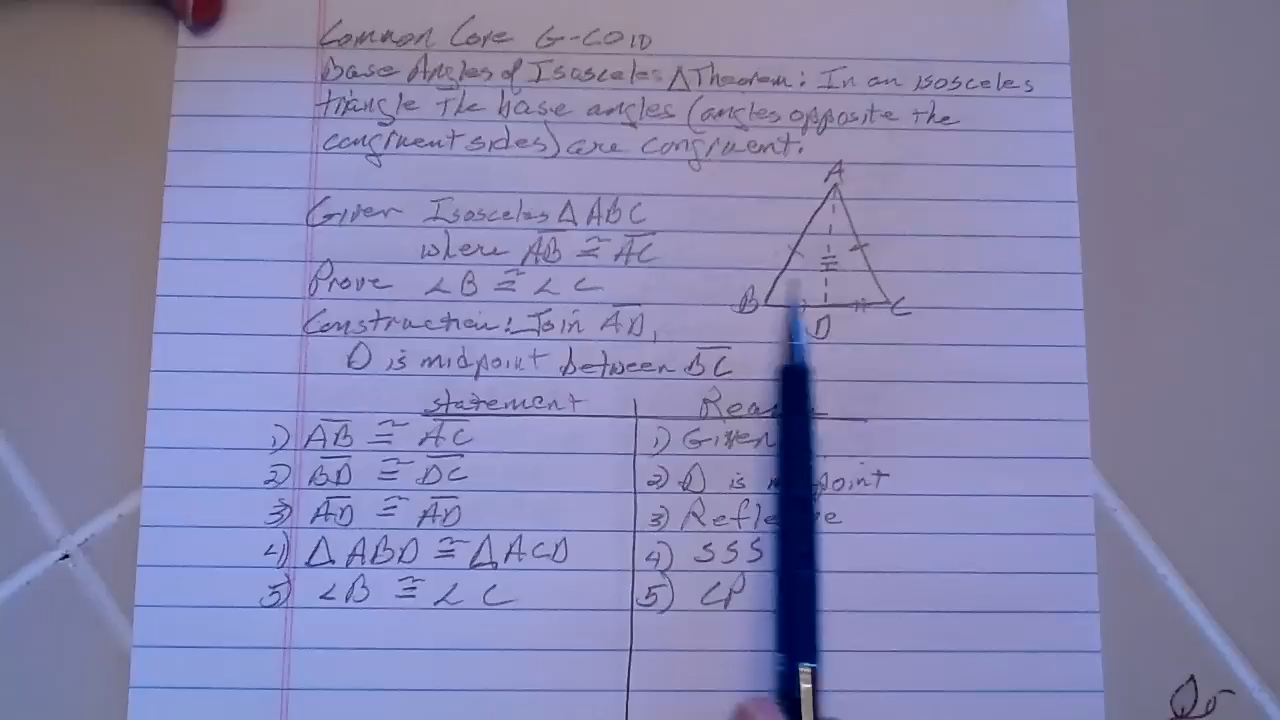 Common Core G-CO10
Base Angles of Isosceles △ Theorem: In an isosceles
triangle the base angles (angles opposite the
congruent sides) are congruent.
A
Given Isosceles △ ABC
where AB ≅ AC
Prove ∠B ≅ ∠C
B D C
Construction: Join AD,
D is midpoint between BC
statement
1) AB ≅ AC 1) Given
2) BD ≅ DC 2) D is
3) AD ≅ AD 3)
4) △ ABD ≅ △ ACD 4) SSS
5) ∠B ≅ ∠C 5) CP